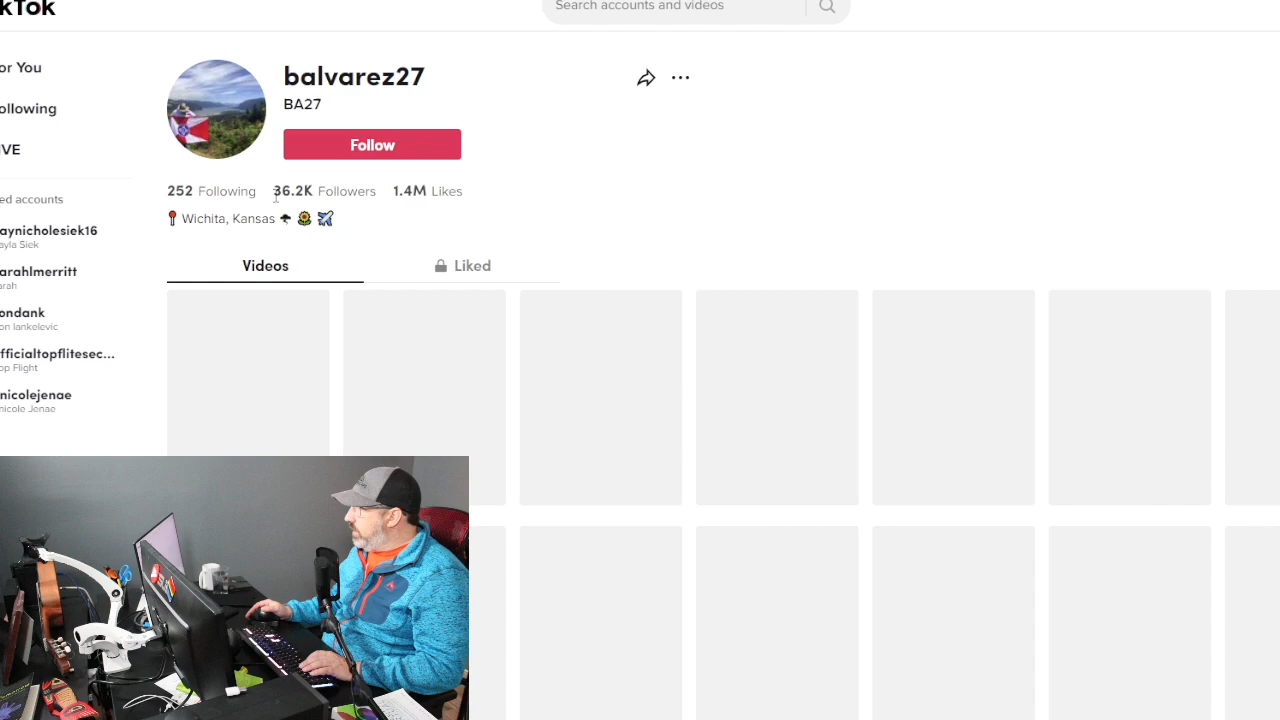 kTok
Search accounts and videos
or You
ollowing
VE
ed accounts
aynicholesiek16
ayla Siek
arahlmerritt
arah
ondank
on Iankelevic
fficialtopflitesec...
op Flight
nicolejenae
nicole Jenae
balvarez27
BA27
Follow
252 Following 36.2K Followers 1.4M Likes
Wichita, Kansas
Videos
Liked